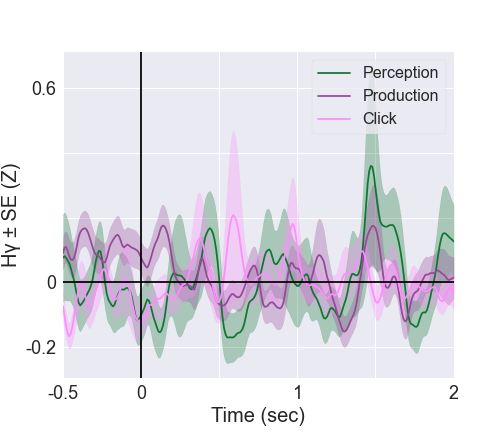 Hγ ± SE (Z)
0.6
0
-0.2
Perception
Production
Click
-0.5
0
1
2
Time (sec)